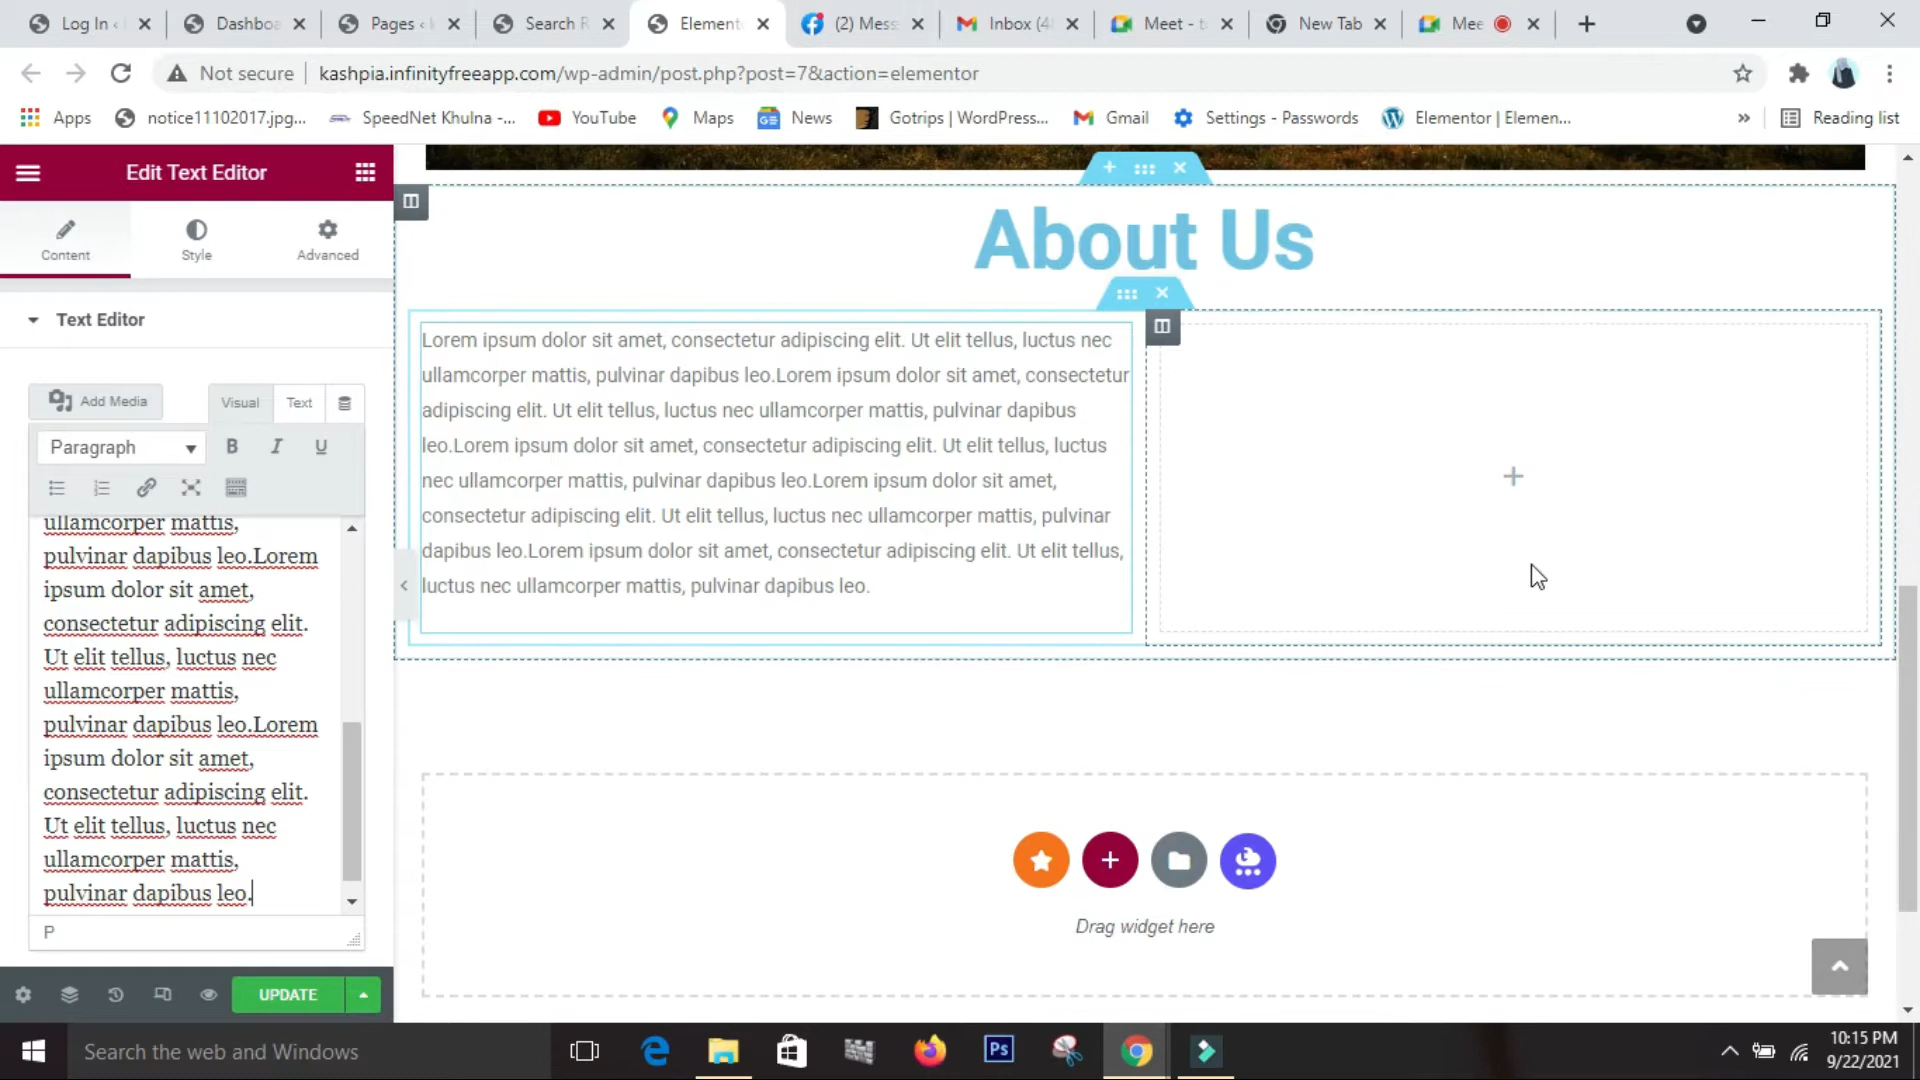 Log In ‹
Dashboa
Pages ‹
Search R
Elemento
(2) Mess
Inbox (4
Meet - t
New Tab
Mee
Not secure
kashpia.infinityfreeapp.com/wp-admin/post.php?post=7&action=elementor
Apps
notice11102017.jpg...
SpeedNet Khulna -...
YouTube
Maps
News
Gotrips | WordPress...
Gmail
Settings - Passwords
Elementor | Elemen...
»
Reading list
Edit Text Editor
Content
Style
Advanced
Text Editor
Add Media
Visual
Text
Paragraph
B
I
U
ullamcorper mattis,
pulvinar dapibus leo.Lorem
ipsum dolor sit amet,
consectetur adipiscing elit.
Ut elit tellus, luctus nec
ullamcorper mattis,
pulvinar dapibus leo.Lorem
ipsum dolor sit amet,
consectetur adipiscing elit.
Ut elit tellus, luctus nec
ullamcorper mattis,
pulvinar dapibus leo.
P
UPDATE
About Us
Lorem ipsum dolor sit amet, consectetur adipiscing elit. Ut elit tellus, luctus nec
ullamcorper mattis, pulvinar dapibus leo.Lorem ipsum dolor sit amet, consectetur
adipiscing elit. Ut elit tellus, luctus nec ullamcorper mattis, pulvinar dapibus
leo.Lorem ipsum dolor sit amet, consectetur adipiscing elit. Ut elit tellus, luctus
nec ullamcorper mattis, pulvinar dapibus leo.Lorem ipsum dolor sit amet,
consectetur adipiscing elit. Ut elit tellus, luctus nec ullamcorper mattis, pulvinar
dapibus leo.Lorem ipsum dolor sit amet, consectetur adipiscing elit. Ut elit tellus,
luctus nec ullamcorper mattis, pulvinar dapibus leo.
Drag widget here
Search the web and Windows
Ps
10:15 PM
9/22/2021